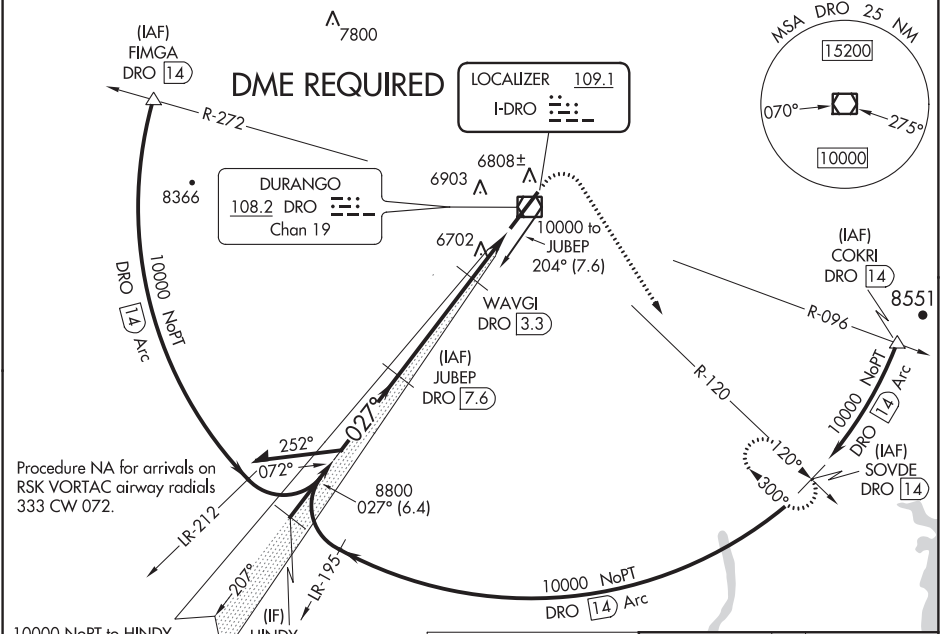 (IAF)
FIMGA
DRO 14
7800
DME REQUIRED
LOCALIZER 109.1
I-DRO
MSA DRO 25 NM
15200
070°
275°
10000
R-272
8366
DURANGO
108.2 DRO
Chan 19
6903
6808±
6702
10000 to
JUBEP
204° (7.6)
WAVGI
DRO 3.3
(IAF)
JUBEP
DRO 7.6
(IAF)
COKRI
DRO 14
8551
R-096
R-120
10000 NoPT
DRO 14 Arc
10000 NoPT
DRO 14 Arc
(IAF)
SOVDE
DRO 14
120°
300°
027°
252°
072°
Procedure NA for arrivals on
RSK VORTAC airway radials
333 CW 072.
8800
027° (6.4)
LR-212
LR-195
207°
10000 NoPT
DRO 14 Arc
(IF)
HINDY
10000 NoPT to HINDY